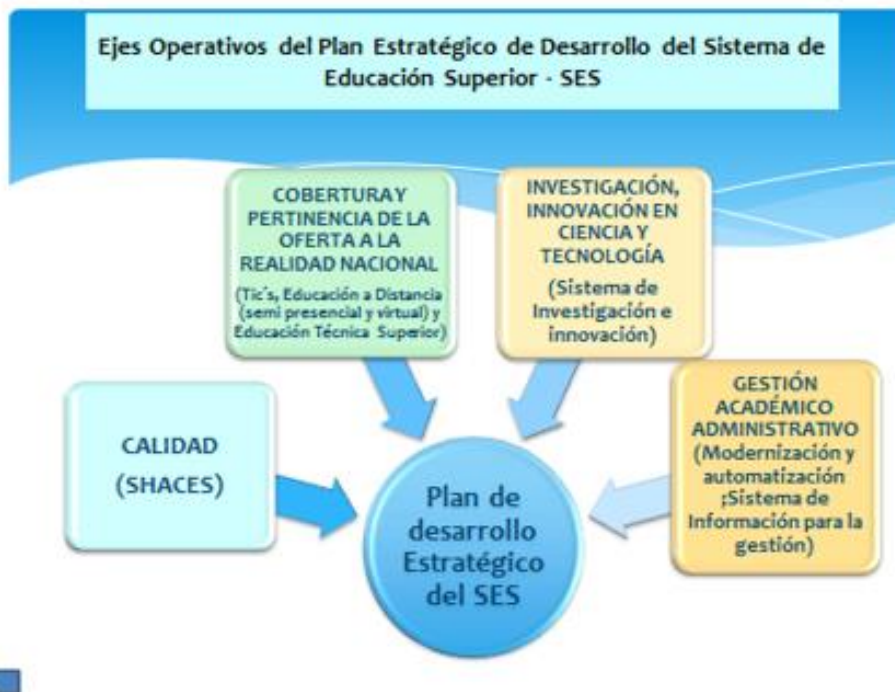 Ejes Operativos del Plan Estratégico de Desarrollo del Sistema de
Educación Superior - SES
COBERTURA Y
PERTINENCIA DE LA
OFERTA A LA
REALIDAD NACIONAL
(Tic´s, Educación a Distancia
(semi presencial y virtual) y
Educación Técnica Superior)
INVESTIGACIÓN,
INNOVACIÓN EN
CIENCIA Y
TECNOLOGÍA
(Sistema de
Investigación e
innovación)
CALIDAD
(SHACES)
GESTIÓN
ACADÉMICO
ADMINISTRATIVO
(Modernización y
automatización
;Sistema de
Información para la
gestión)
Plan de
desarrollo
Estratégico
del SES